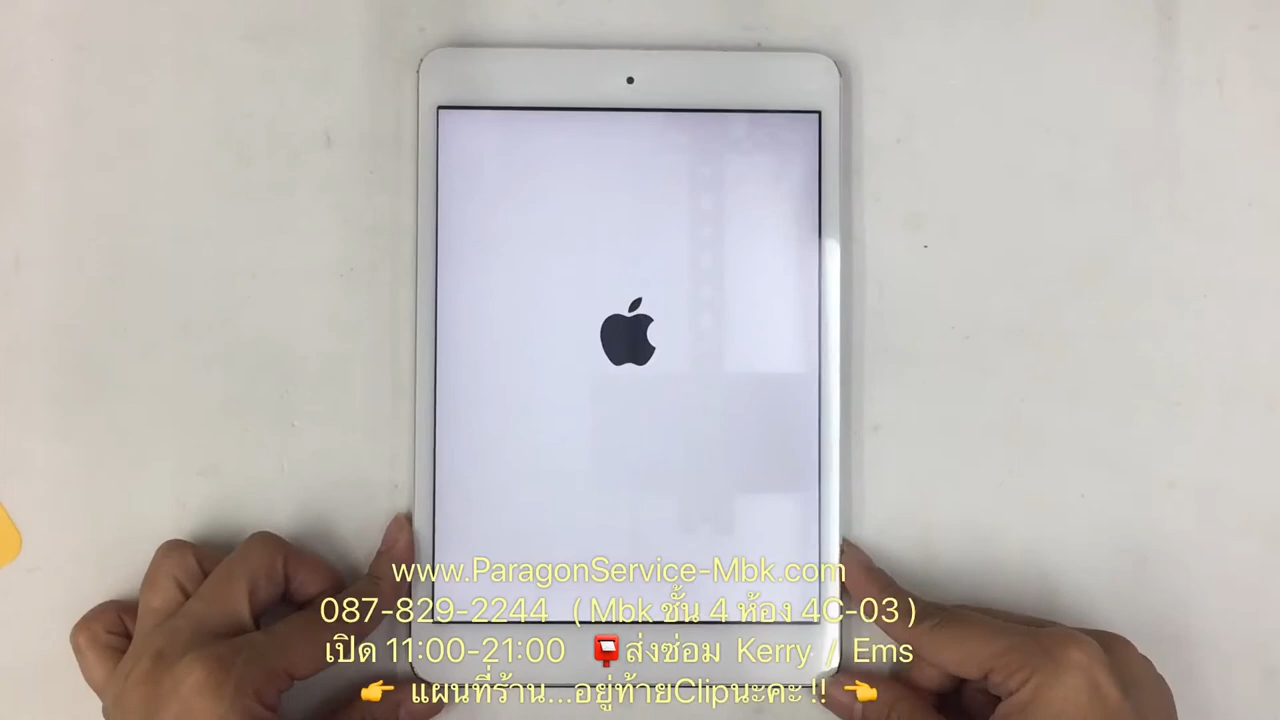 www.ParagonService-Mbk.com
087-829-2244 ( Mbk ชั้น 4 ห้อง 4C-03 )
เปิด 11:00-21:00 📮ส่งซ่อม Kerry / Ems
👉 แผนที่ร้าน...อยู่ท้ายClipนะคะ !! 👈